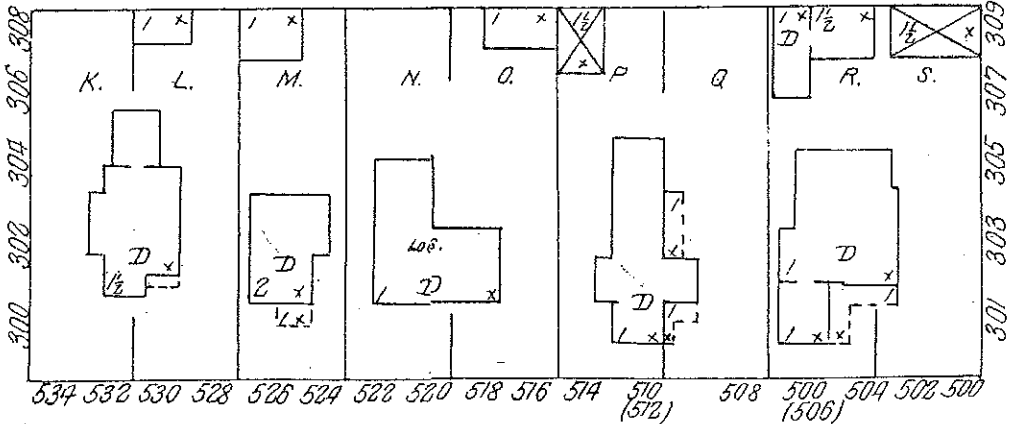 308 306 304 302 300
1 x 1 x 1 x 1½ x 1 x 1½ x 1½ x
D
K. L. M. N. O. P Q R. S.
309 307 305 303 301
D 1½ x
2 D x
LOG.
1 D x
1 x D 1 1 x x
1 D x 1 1 x x
534 532 530 528 526 524 522 520 518 516 514 510 508 500 504 502 500
(512) (506)